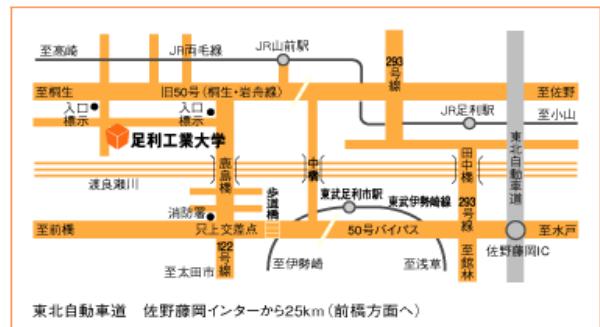 至高崎
JR両毛線
JR山前駅
293号線
至桐生
旧50号(桐生・岩舟線)
至佐野
入口標示
入口標示
JR足利駅
至小山
足利工業大学
東北自動車道
鹿島橋
中橋
田中橋
渡良瀬川
歩道橋
東武足利市駅
東武伊勢崎線
消防署
293号線
至前橋
只上交差点
50号バイパス
至水戸
122号線
至館林
佐野藤岡IC
至太田市
至伊勢崎
至浅草
東北自動車道 佐野藤岡インターから25km(前橋方面へ)